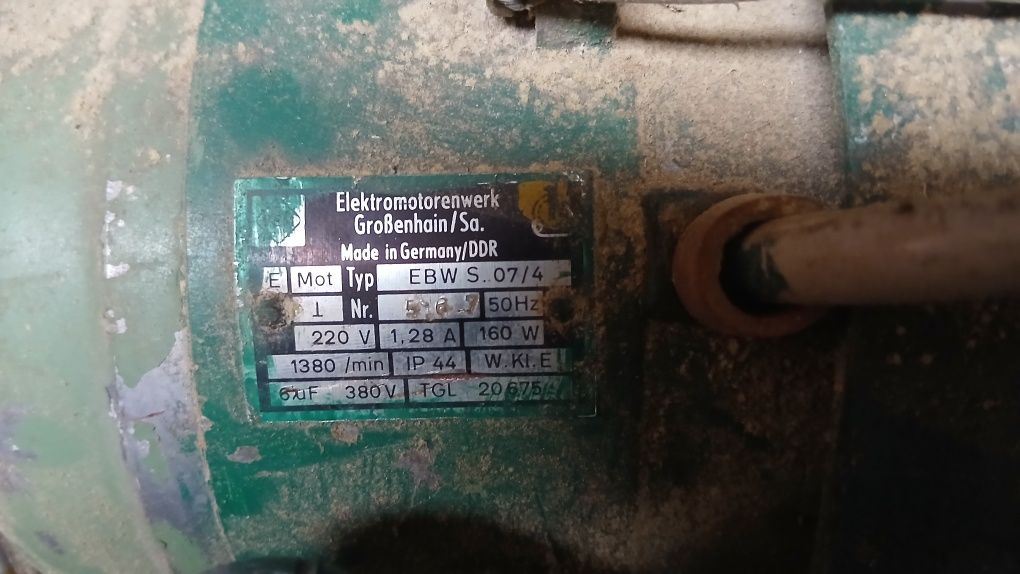 Elektromotorenwerk
Großenhain/Sa.
Made in Germany/DDR
E Mot Typ EBW S. 07/4
⊥ Nr. 50Hz
220 V 1,28 A 160 W
1380 /min IP 44 W.Kl.E
6µF 380V TGL 20675